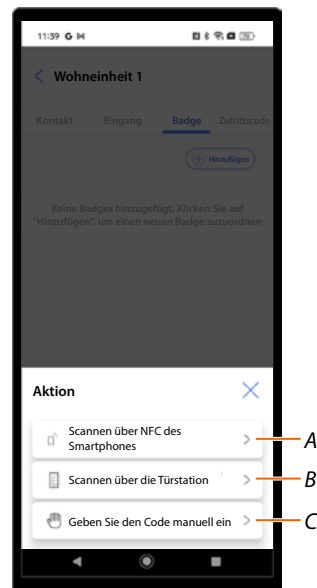 11:59 G
Wohneinheit 1
Kontakt Eingang Badge Zutrittscode
Hinzufügen
Keine Badges hinzugefügt. Klicken Sie auf
"Hinzufügen", um einen neuen Badge zuzuordnen
Aktion
Scannen über NFC des
Smartphones
A
Scannen über die Türstation
B
Geben Sie den Code manuell ein
C